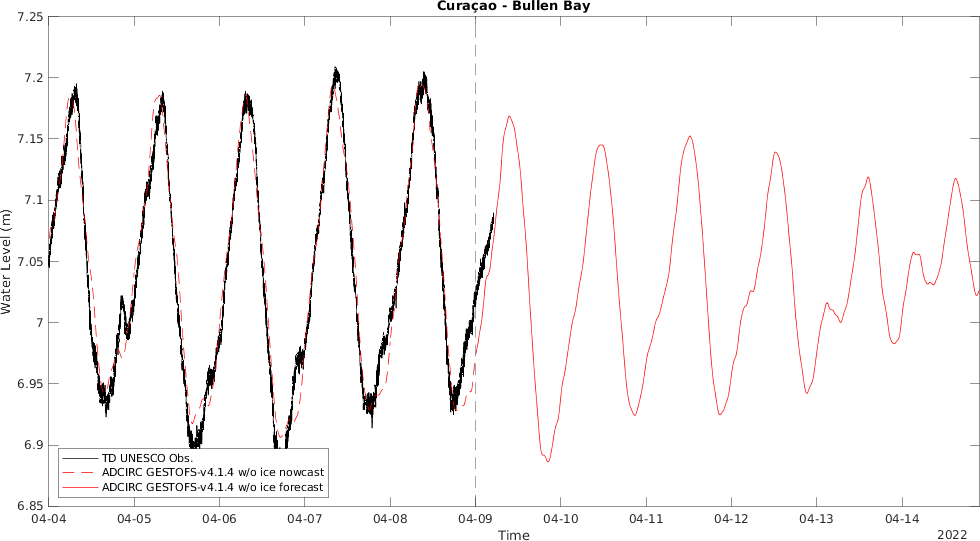 Curaçao - Bullen Bay
Water Level (m)
7.25
7.2
7.15
7.1
7.05
7
6.95
6.9
6.85
TD UNESCO Obs.
ADCIRC GESTOFS-v4.1.4 w/o ice nowcast
ADCIRC GESTOFS-v4.1.4 w/o ice forecast
04-04 04-05 04-06 04-07 04-08 04-09 04-10 04-11 04-12 04-13 04-14
Time
2022